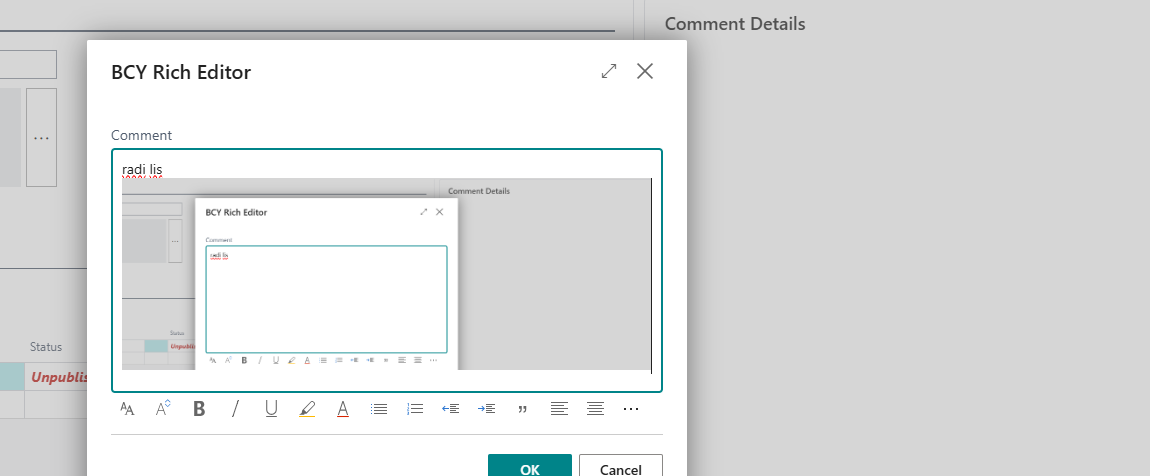 Comment Details
BCY Rich Editor
...
Comment
radi lis
Comment Details
BCY Rich Editor
...
Comment
radi lis
Status
Unpublis
B
A
...
Status
Unpublis
AA A B / U A ” ...
OK Cancel